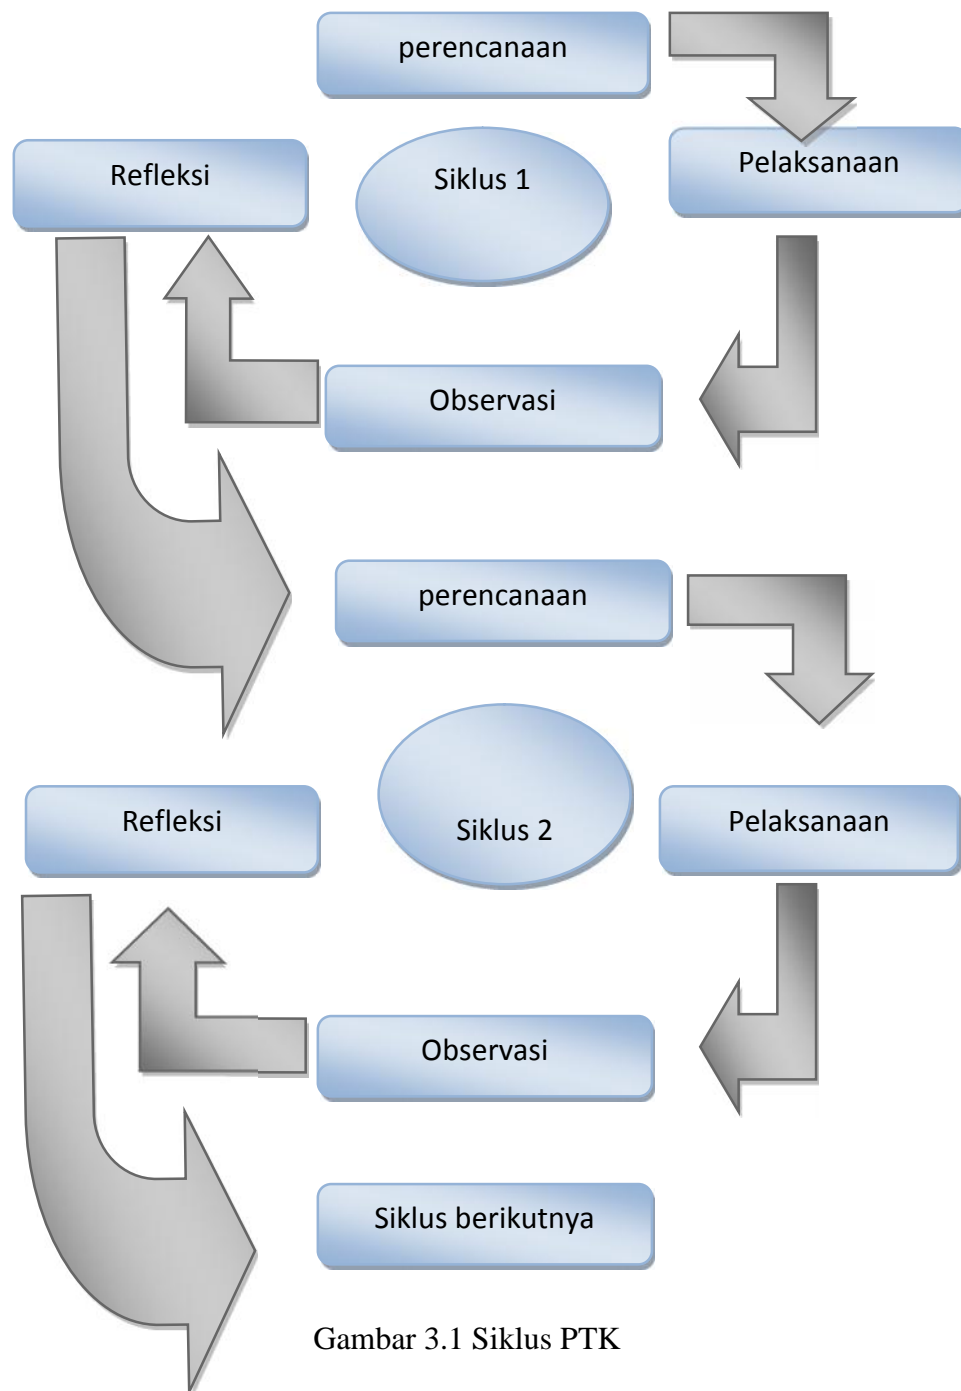 perencanaan
Refleksi
Siklus 1
Pelaksanaan
Observasi
perencanaan
Refleksi
Siklus 2
Pelaksanaan
Observasi
Siklus berikutnya
Gambar 3.1 Siklus PTK